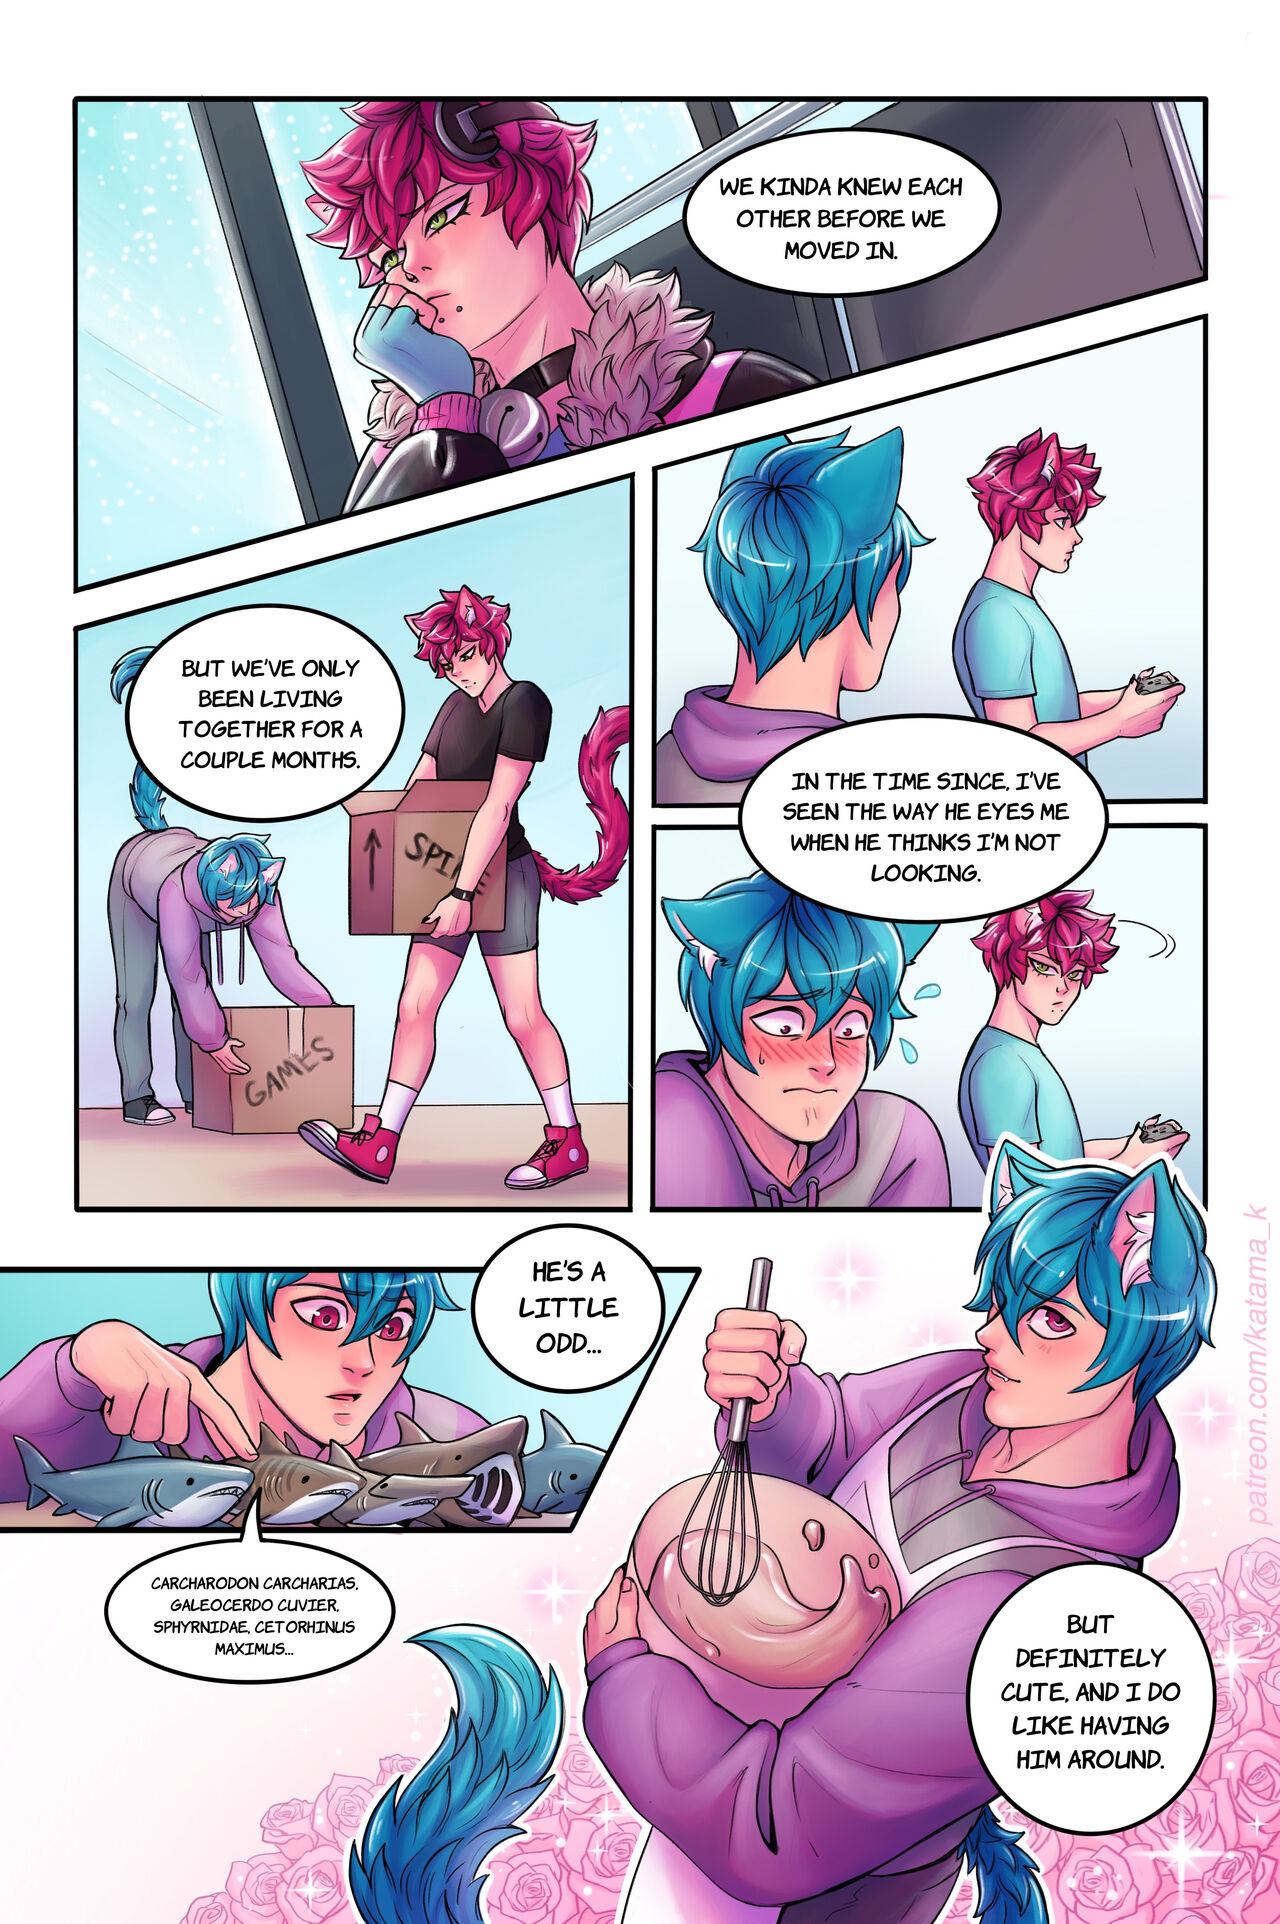 WE KINDA KNEW EACH
OTHER BEFORE WE
MOVED IN.
BUT WE'VE ONLY
BEEN LIVING
TOGETHER FOR A
COUPLE MONTHS.
SPI
GAMES
IN THE TIME SINCE, I'VE
SEEN THE WAY HE EYES ME
WHEN HE THINKS I'M NOT
LOOKING.
HE'S A
LITTLE
ODD...
CARCHARODON CARCHARIAS,
GALEOCERDO CUVIER,
SPHYRNIDAE, CETORHINUS
MAXIMUS...
BUT
DEFINITELY
CUTE, AND I DO
LIKE HAVING
HIM AROUND.
patreon.com/katama_k